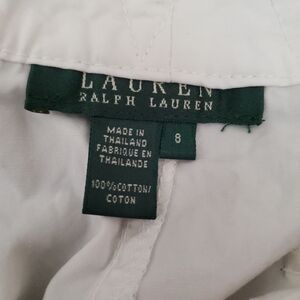 LAUREN
RALPH LAUREN
8
MADE IN
THAILAND
FABRIQUE EN
THAILANDE
100%COTTON/
COTON